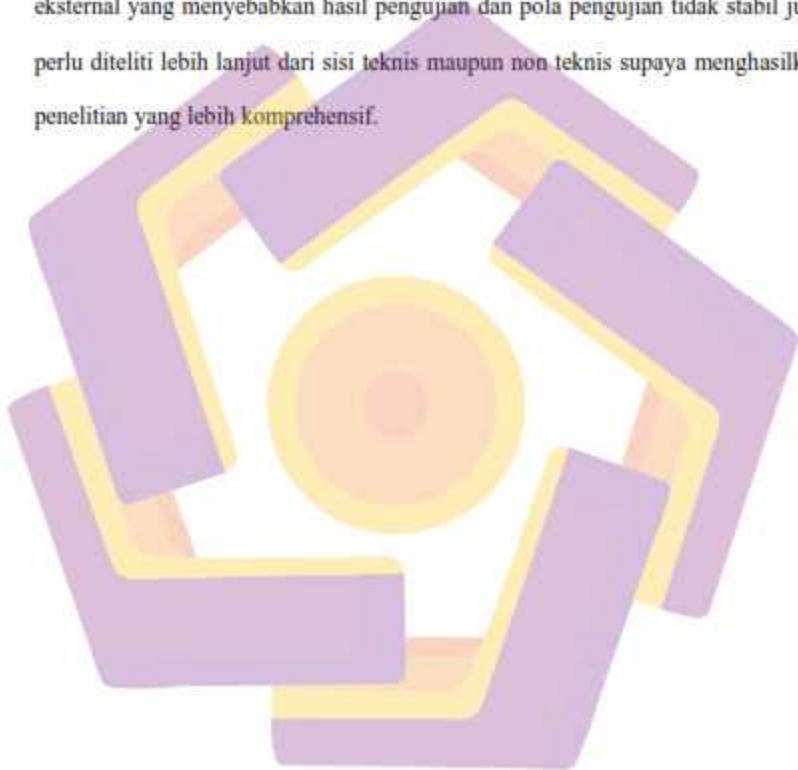 eksternal yang menyebabkan hasil pengujian dan pola pengujian tidak stabil
perlu diteliti lebih lanjut dari sisi teknis maupun non teknis supaya
penelitian yang lebih komprehensif.